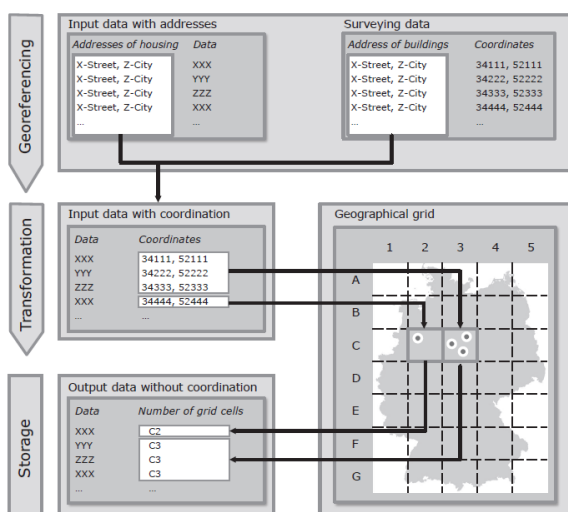 Georeferencing
Input data with addresses
Addresses of housing Data
X-Street, Z-City XXX
X-Street, Z-City YYY
X-Street, Z-City ZZZ
X-Street, Z-City XXX
... ...
Surveying data
Address of buildings Coordinates
X-Street, Z-City 34111, 52111
X-Street, Z-City 34222, 52222
X-Street, Z-City 34333, 52333
X-Street, Z-City 34444, 52444
... ...
Transformation
Input data with coordination
Data Coordinates
XXX 34111, 52111
YYY 34222, 52222
ZZZ 34333, 52333
XXX 34444, 52444
... ...
Geographical grid
1 2 3 4 5
A
B
C
D
E
F
G
Storage
Output data without coordination
Data Number of grid cells
XXX C2
YYY C3
ZZZ C3
XXX C3
... ...